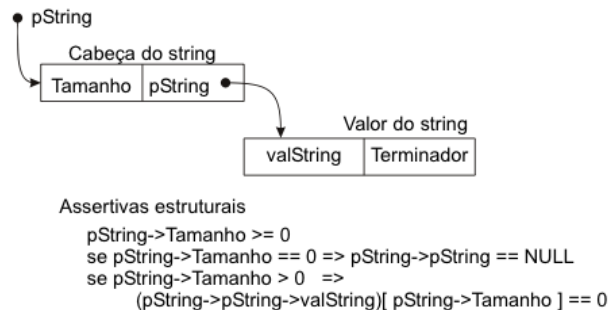 pString
Cabeça do string
Tamanho pString
Valor do string
valString Terminador
Assertivas estruturais
pString->Tamanho >= 0
se pString->Tamanho == 0 => pString->pString == NULL
se pString->Tamanho > 0 =>
(pString->pString->valString)[ pString->Tamanho ] == 0